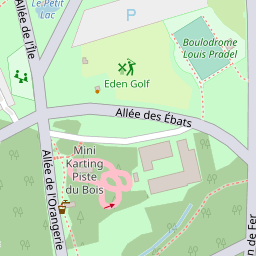 Le Petit
Lac
Allée de l'Île
P
Boulodrome
Louis Pradel
Eden Golf
Allée des Ébats
Mini
Karting
Piste
du Bois
Allée de l'Orangerie
n de Fer